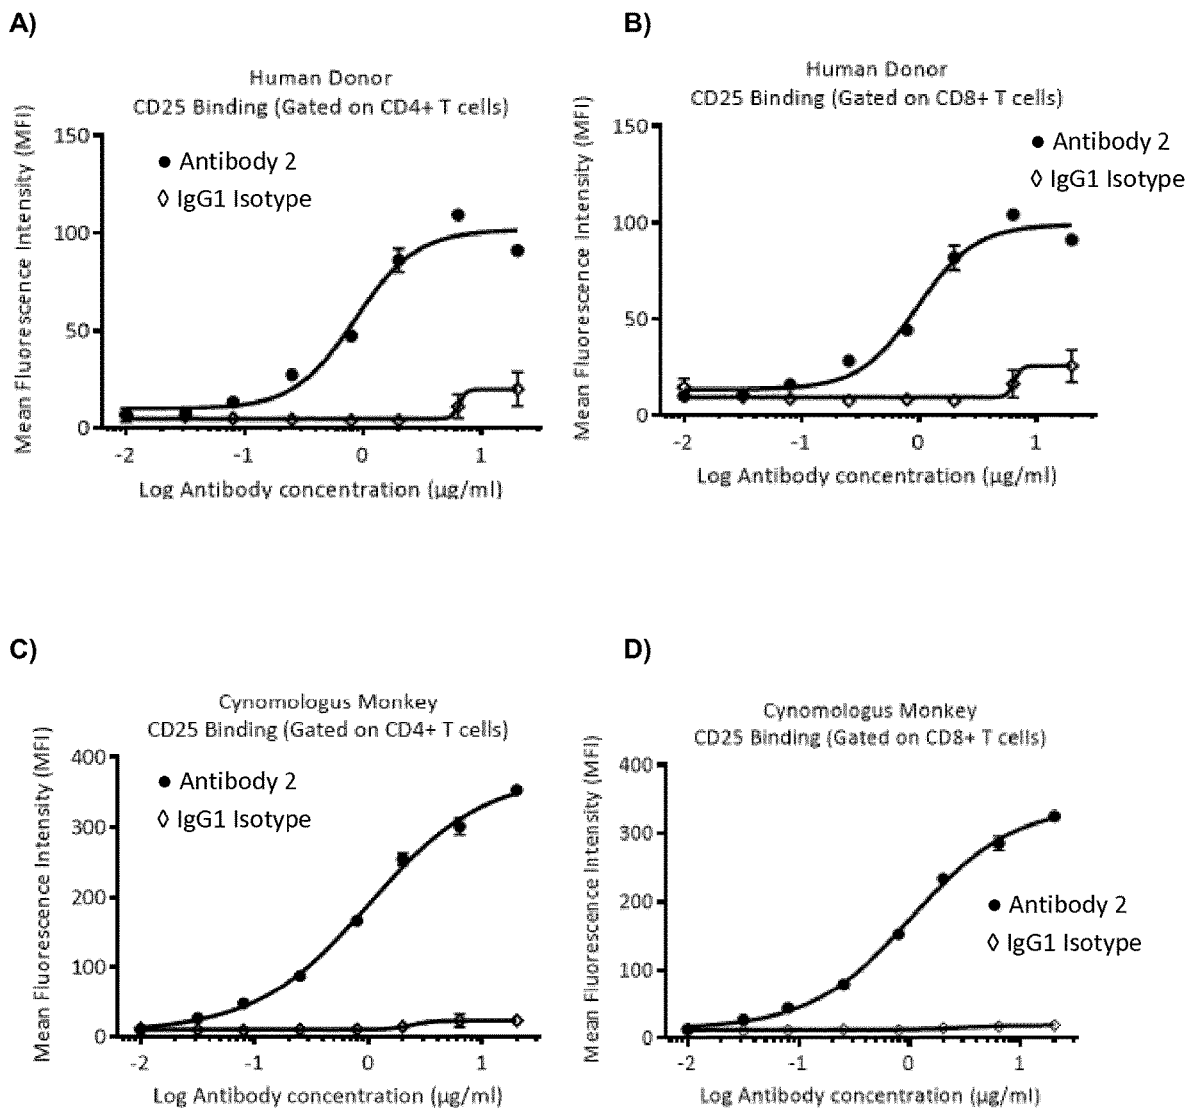 A)
Human Donor
CD25 Binding (Gated on CD4+ T cells)
Mean Fluorescence Intensity (MFI)
150
100
50
0
Antibody 2
IgG1 Isotype
-2 -1 0 1
Log Antibody concentration (µg/ml)
B)
Human Donor
CD25 Binding (Gated on CD8+ T cells)
Mean Fluorescence Intensity (MFI)
150
100
50
0
Antibody 2
IgG1 Isotype
-2 -1 0 1
Log Antibody concentration (µg/ml)
C)
Cynomologus Monkey
CD25 Binding (Gated on CD4+ T cells)
Mean Fluorescence Intensity (MFI)
400
300
200
100
0
Antibody 2
IgG1 Isotype
-2 -1 0 1
Log Antibody concentration (µg/ml)
D)
Cynomologus Monkey
CD25 Binding (Gated on CD8+ T cells)
Mean Fluorescence Intensity (MFI)
400
300
200
100
0
Antibody 2
IgG1 Isotype
-2 -1 0 1
Log Antibody concentration (µg/ml)